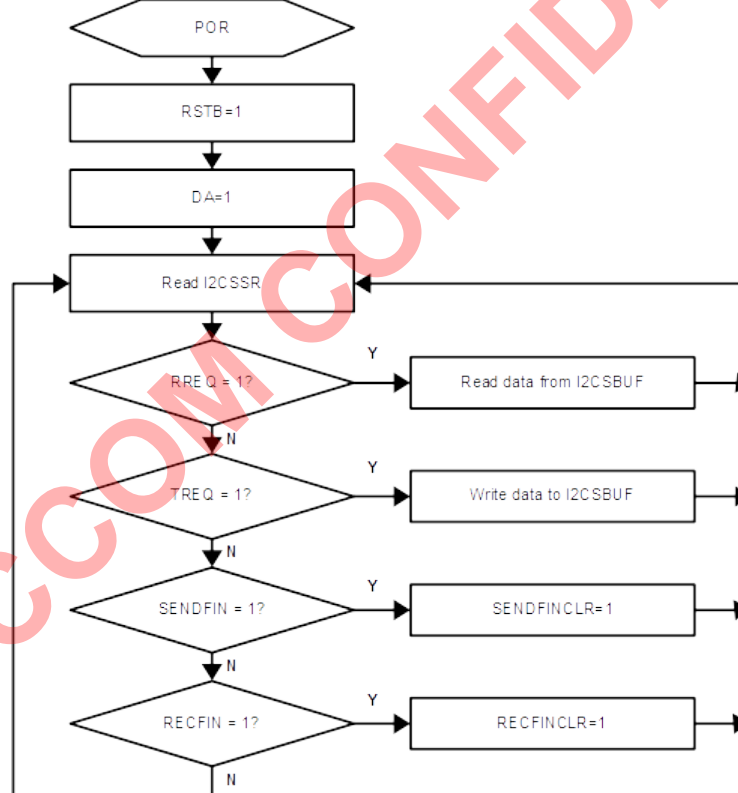 POR
RSTB=1
DA=1
Read I2CSSR
RREQ = 1?
Y
Read data from I2CSBUF
N
TREQ = 1?
Y
Write data to I2CSBUF
N
SENDFIN = 1?
Y
SENDFINCLR=1
N
RECFIN = 1?
Y
RECFINCLR=1
N
CCOM CONFID